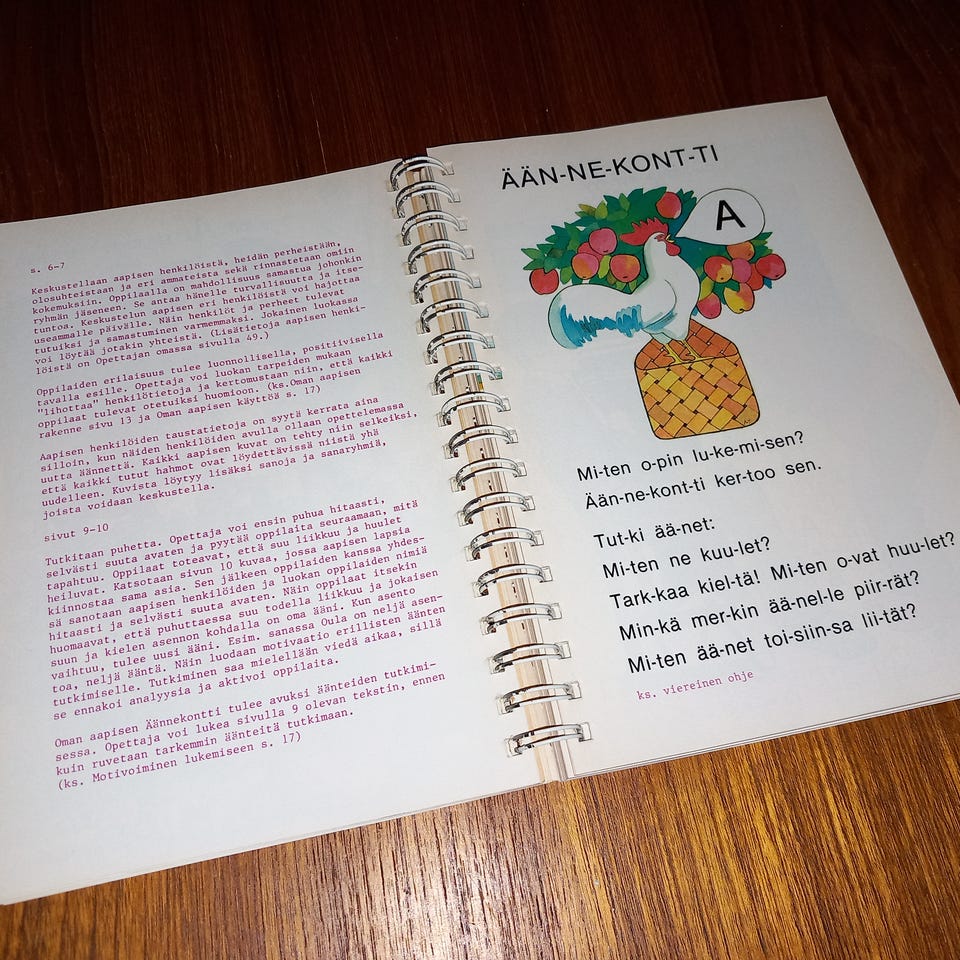 s. 6-7
Keskustellaan aapisen henkilöistä, heidän perheistään,
olosuhteistaan ja eri ammateista sekä rinnastetaan omiin
kokemuksiin. Oppilaalla on mahdollisuus samastua johonkin
ryhmän jäseneen. Se antaa hänelle turvallisuutta ja itse-
tuntoa. Keskustelun aapisen eri henkilöistä voi hajottaa
useammalle päivälle. Näin henkilöt ja perheet tulevat
tutuiksi ja samastuminen varmemmaksi. Jokainen luokassa
voi löytää jotakin yhteistä. (Lisätietoja aapisen henki-
löistä on Opettajan omassa sivulla 49.)
Oppilaiden erilaisuus tulee luonnollisella, positiivisella
tavalla esille. Opettaja voi luokan tarpeiden mukaan
"lihottaa" henkilötietoja ja kertomustaan niin, että kaikki
oppilaat tulevat otetuiksi huomioon. (ks.Oman aapisen
rakenne sivu 13 ja Oman aapisen käyttöä s. 17)
Aapisen henkilöiden taustatietoja on syytä kerrata aina
silloin, kun näiden henkilöiden avulla ollaan opettelemassa
uutta äännettä. Kaikki aapisen kuvat on tehty niin selkeiksi,
että kaikki tutut hahmot ovat löydettävissä niistä yhä
uudelleen. Kuvista löytyy lisäksi sanoja ja sanaryhmiä,
joista voidaan keskustella.
sivut 9-10
Tutkitaan puhetta. Opettaja voi ensin puhua hitaasti,
selvästi suuta avaten ja pyytää oppilaita seuraamaan, mitä
tapahtuu. Oppilaat toteavat, että suu liikkuu ja huulet
heiluvat. Katsotaan sivun 10 kuvaa, jossa aapisen lapsia
kiinnostaa sama asia. Sen jälkeen oppilaiden kanssa yhdes-
sä sanotaan aapisen henkilöiden ja luokan oppilaiden nimiä
hitaasti ja selvästi suuta avaten. Näin oppilaat itsekin
huomaavat, että puhuttaessa suu todella liikkuu ja jokaisen
suun ja kielen asennon kohdalla on oma ääni. Kun asento
vaihtuu, tulee uusi ääni. Esim. sanassa Oula on neljä asen-
toa, neljä ääntä. Näin luodaan motivaatio erillisten äänten
tutkimiselle. Tutkiminen saa mielellään viedä aikaa, sillä
se ennakoi analyysia ja aktivoi oppilaita.
Oman aapisen Äännekontti tulee avuksi äänteiden tutkimi-
sessa. Opettaja voi lukea sivulla 9 olevan tekstin, ennen
kuin ruvetaan tarkemmin äänteitä tutkimaan.
(ks. Motivoiminen lukemiseen s. 17)
ÄÄN-NE-KONT-TI
A
Mi-ten o-pin lu-ke-mi-sen?
Ään-ne-kont-ti ker-too sen.
Tut-ki ää-net:
Mi-ten ne kuu-let?
Tark-kaa kiel-tä! Mi-ten o-vat huu-let?
Min-kä mer-kin ää-nel-le piir-rät?
Mi-ten ää-net toi-siin-sa lii-tät?
ks. viereinen ohje